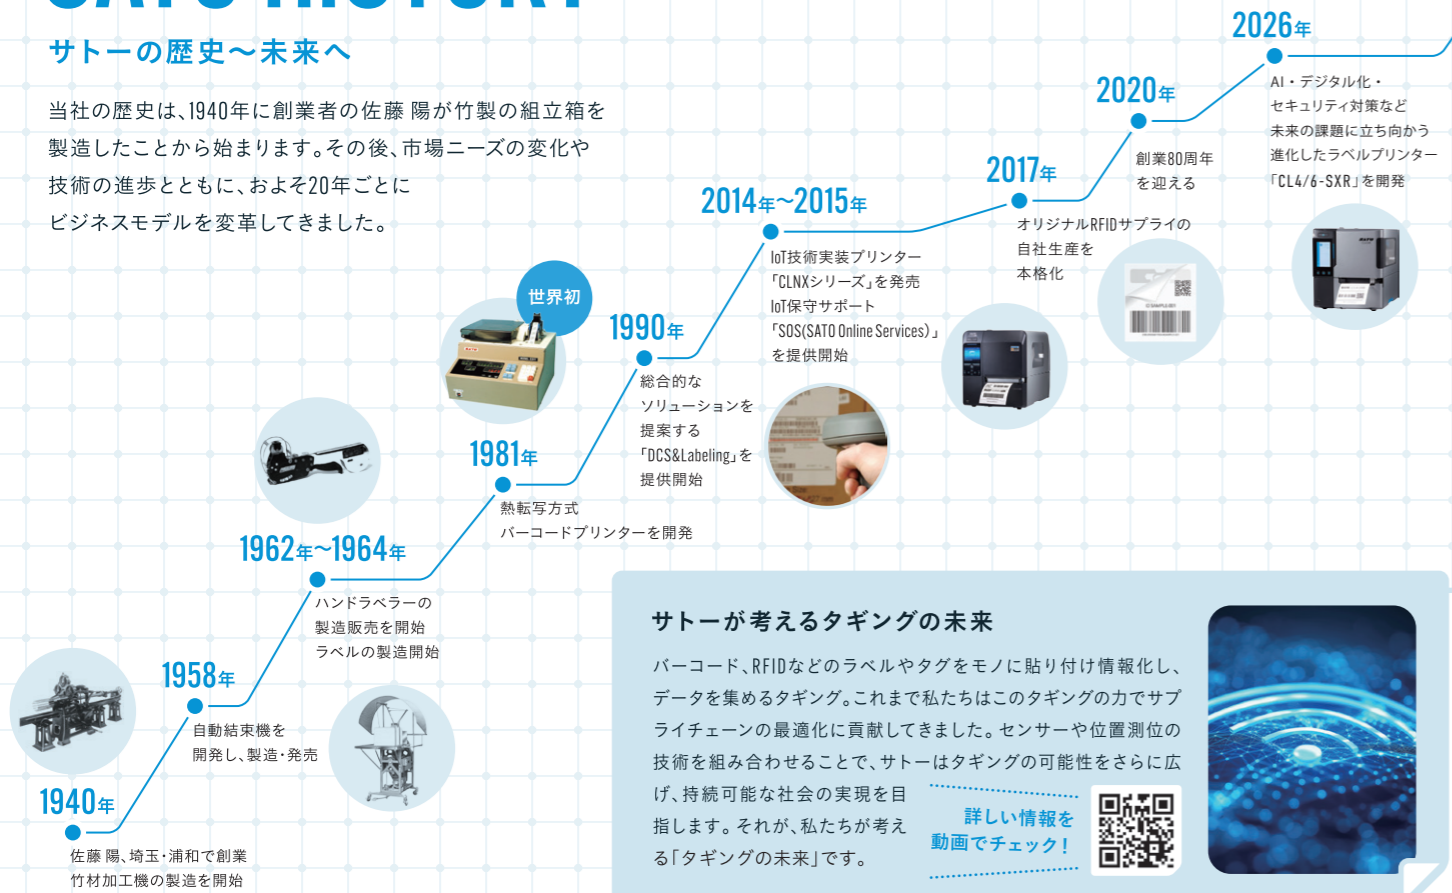 SATO HISTORY
サトーの歴史～未来へ
当社の歴史は、1940年に創業者の佐藤 陽が竹製の組立箱を
製造したことから始まります。その後、市場ニーズの変化や
技術の進歩とともに、およそ20年ごとに
ビジネスモデルを変革してきました。
1940年
佐藤 陽、埼玉・浦和で創業
竹材加工機の製造を開始
1958年
自動結束機を
開発し、製造・発売
1962年～1964年
ハンドラベラーの
製造販売を開始
ラベルの製造開始
世界初
1981年
熱転写方式
バーコードプリンターを開発
1990年
総合的な
ソリューションを
提案する
「DCS&Labeling」を
提供開始
2014年～2015年
IoT技術実装プリンター
「CLNXシリーズ」を発売
IoT保守サポート
「SOS(SATO Online Services)」
を提供開始
2017年
オリジナルRFIDサプライの
自社生産を
本格化
2020年
創業80周年
を迎える
2026年
AI・デジタル化・
セキュリティ対策など
未来の課題に立ち向かう
進化したラベルプリンター
「CL4/6-SXR」を開発
サトーが考えるタギングの未来
バーコード、RFIDなどのラベルやタグをモノに貼り付け情報化し、
データを集めるタギング。これまで私たちはこのタギングの力でサプ
ライチェーンの最適化に貢献してきました。センサーや位置測位の
技術を組み合わせることで、サトーはタギングの可能性をさらに広
げ、持続可能な社会の実現を目
指します。それが、私たちが考え
る「タギングの未来」です。
詳しい情報を
動画でチェック！